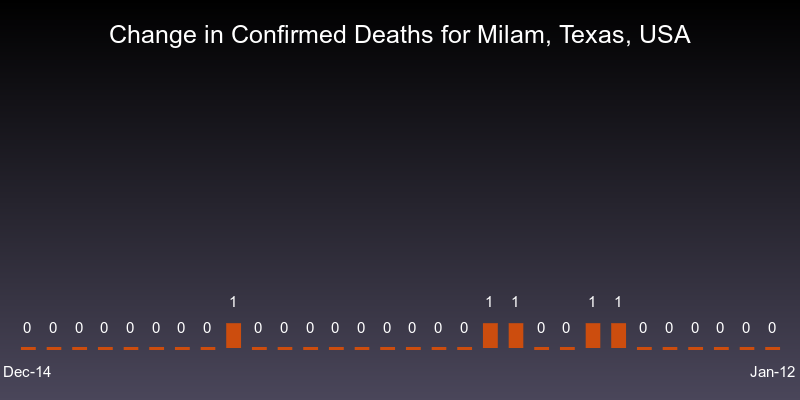 Change in Confirmed Deaths for Milam, Texas, USA
1 1 1 1 1
0 0 0 0 0 0 0 0 0 0 0 0 0 0 0 0 0 0 0 0 0 0 0 0 0
Dec-14 Jan-12